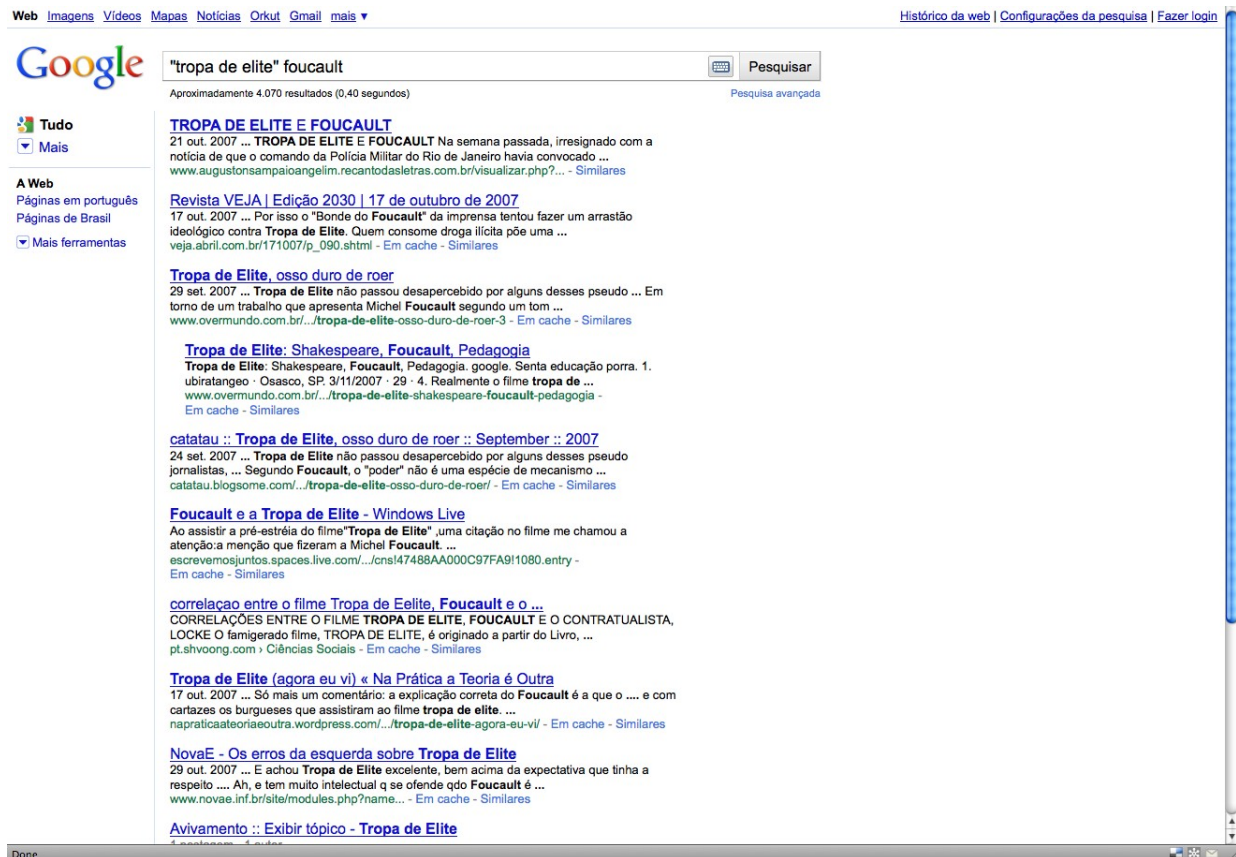 Web Imagens Vídeos Mapas Notícias Orkut Gmail mais ▼
Histórico da web | Configurações da pesquisa | Fazer login
Google
"tropa de elite" foucault
Pesquisar
Aproximadamente 4.070 resultados (0,40 segundos)
Pesquisa avançada
Tudo
Mais
A Web
Páginas em português
Páginas de Brasil
Mais ferramentas
TROPA DE ELITE E FOUCAULT
21 out. 2007 ... TROPA DE ELITE E FOUCAULT Na semana passada, irresignado com a
notícia de que o comando da Polícia Militar do Rio de Janeiro havia convocado ...
www.augustonsampaioangelim.recantodasletras.com.br/visualizar.php?... - Similares
Revista VEJA | Edição 2030 | 17 de outubro de 2007
17 out. 2007 ... Por isso o "Bonde do Foucault" da imprensa tentou fazer um arrastão
ideológico contra Tropa de Elite. Quem consome droga ilícita põe uma ...
veja.abril.com.br/171007/p_090.shtml - Em cache - Similares
Tropa de Elite, osso duro de roer
29 set. 2007 ... Tropa de Elite não passou desapercebido por alguns desses pseudo ... Em
torno de um trabalho que apresenta Michel Foucault segundo um tom ...
www.overmundo.com.br/.../tropa-de-elite-osso-duro-de-roer-3 - Em cache - Similares
Tropa de Elite: Shakespeare, Foucault, Pedagogia
Tropa de Elite: Shakespeare, Foucault, Pedagogia. google. Senta educação porra. 1.
ubiratangeo · Osasco, SP. 3/11/2007 · 29 · 4. Realmente o filme tropa de ...
www.overmundo.com.br/.../tropa-de-elite-shakespeare-foucault-pedagogia -
Em cache - Similares
catatau :: Tropa de Elite, osso duro de roer :: September :: 2007
24 set. 2007 ... Tropa de Elite não passou desapercebido por alguns desses pseudo
jornalistas, ... Segundo Foucault, o "poder" não é uma espécie de mecanismo ...
catatau.blogsome.com/.../tropa-de-elite-osso-duro-de-roer/ - Em cache - Similares
Foucault e a Tropa de Elite - Windows Live
Ao assistir a pré-estréia do filme"Tropa de Elite" ,uma citação no filme me chamou a
atenção:a menção que fizeram a Michel Foucault. ...
escrevemosjuntos.spaces.live.com/.../cns!47488AA000C97FA9!1080.entry -
Em cache - Similares
correlaçao entre o filme Tropa de Eelite, Foucault e o ...
CORRELAÇÕES ENTRE O FILME TROPA DE ELITE, FOUCAULT E O CONTRATUALISTA,
LOCKE O famigerado filme, TROPA DE ELITE, é originado a partir do Livro, ...
pt.shvoong.com › Ciências Sociais - Em cache - Similares
Tropa de Elite (agora eu vi) « Na Prática a Teoria é Outra
17 out. 2007 ... Só mais um comentário: a explicação correta do Foucault é a que o .... e com
cartazes os burgueses que assistiram ao filme tropa de elite. ...
napraticaateoriaeoutra.wordpress.com/.../tropa-de-elite-agora-eu-vi/ - Em cache - Similares
NovaE - Os erros da esquerda sobre Tropa de Elite
29 out. 2007 ... E achou Tropa de Elite excelente, bem acima da expectativa que tinha a
respeito .... Ah, e tem muito intelectual q se ofende qdo Foucault é ...
www.novae.inf.br/site/modules.php?name... - Em cache - Similares
Avivamento :: Exibir tópico - Tropa de Elite
Done